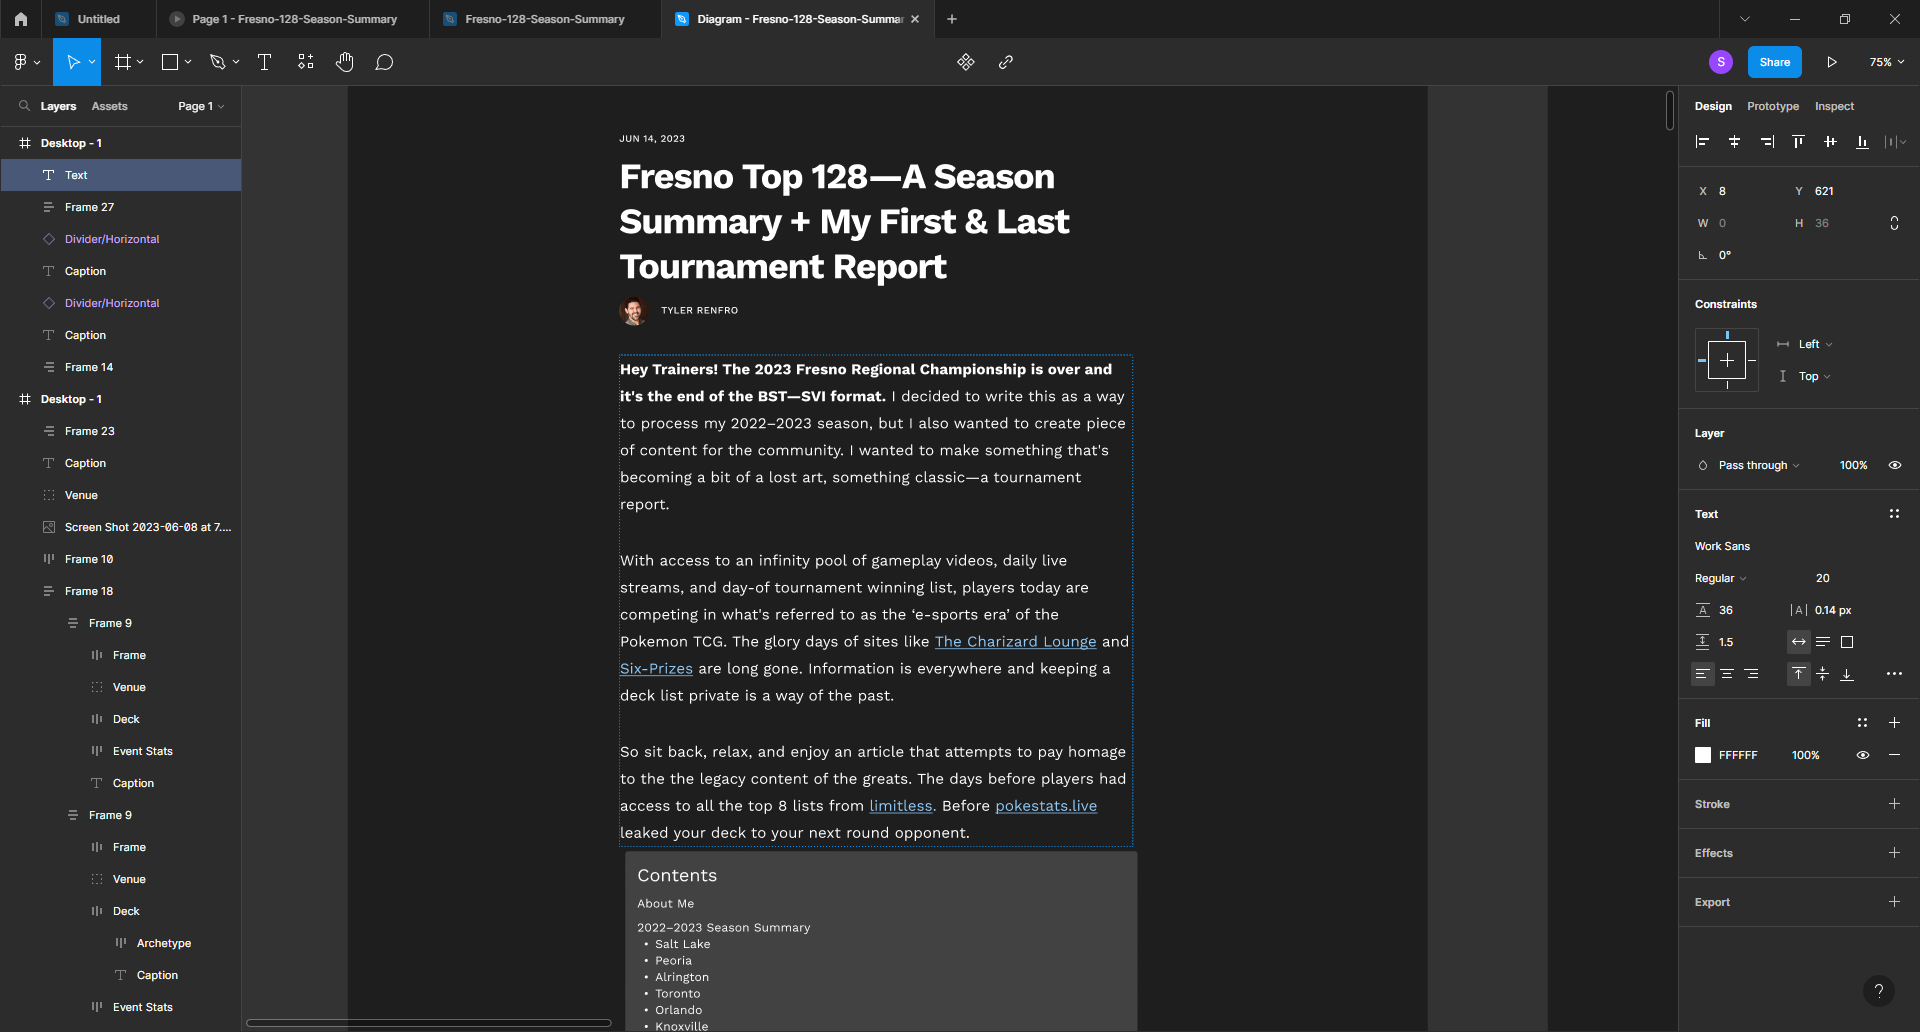 Untitled
Page 1 - Fresno-128-Season-Summary
Fresno-128-Season-Summary
Diagram - Fresno-128-Season-Summar
S
Share
75%
Layers
Assets
Page 1
Desktop - 1
Text
Frame 27
Divider/Horizontal
Caption
Divider/Horizontal
Caption
Frame 14
Desktop - 1
Frame 23
Caption
Venue
Screen Shot 2023-06-08 at 7....
Frame 10
Frame 18
Frame 9
Frame
Venue
Deck
Event Stats
Caption
Frame 9
Frame
Venue
Deck
Archetype
Caption
Event Stats
JUN 14, 2023
Fresno Top 128—A Season
Summary + My First & Last
Tournament Report
TYLER RENFRO
Hey Trainers! The 2023 Fresno Regional Championship is over and
it's the end of the BST—SVI format. I decided to write this as a way
to process my 2022–2023 season, but I also wanted to create piece
of content for the community. I wanted to make something that's
becoming a bit of a lost art, something classic—a tournament
report.
With access to an infinity pool of gameplay videos, daily live
streams, and day-of tournament winning list, players today are
competing in what's referred to as the ‘e-sports era’ of the
Pokemon TCG. The glory days of sites like The Charizard Lounge and
Six-Prizes are long gone. Information is everywhere and keeping a
deck list private is a way of the past.
So sit back, relax, and enjoy an article that attempts to pay homage
to the the legacy content of the greats. The days before players had
access to all the top 8 lists from limitless. Before pokestats.live
leaked your deck to your next round opponent.
Contents
About Me
2022–2023 Season Summary
• Salt Lake
• Peoria
• Alrington
• Toronto
• Orlando
• Knoxville
Design
Prototype
Inspect
X 8
Y 621
W 0
H 36
0°
Constraints
Left
Top
Layer
Pass through
100%
Text
Work Sans
Regular
20
A 36
|A| 0.14 px
1.5
Fill
FFFFFF
100%
Stroke
Effects
Export
?